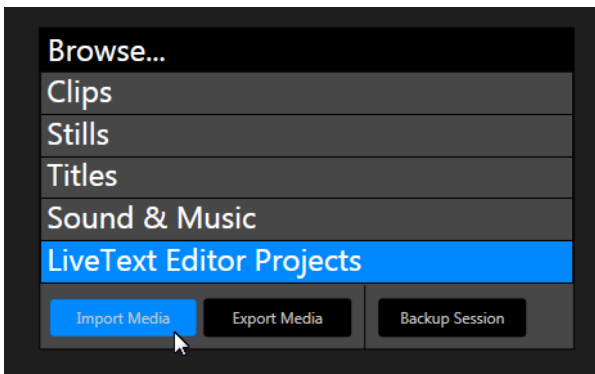 Browse...
Clips
Stills
Titles
Sound & Music
LiveText Editor Projects
Import Media Export Media Backup Session